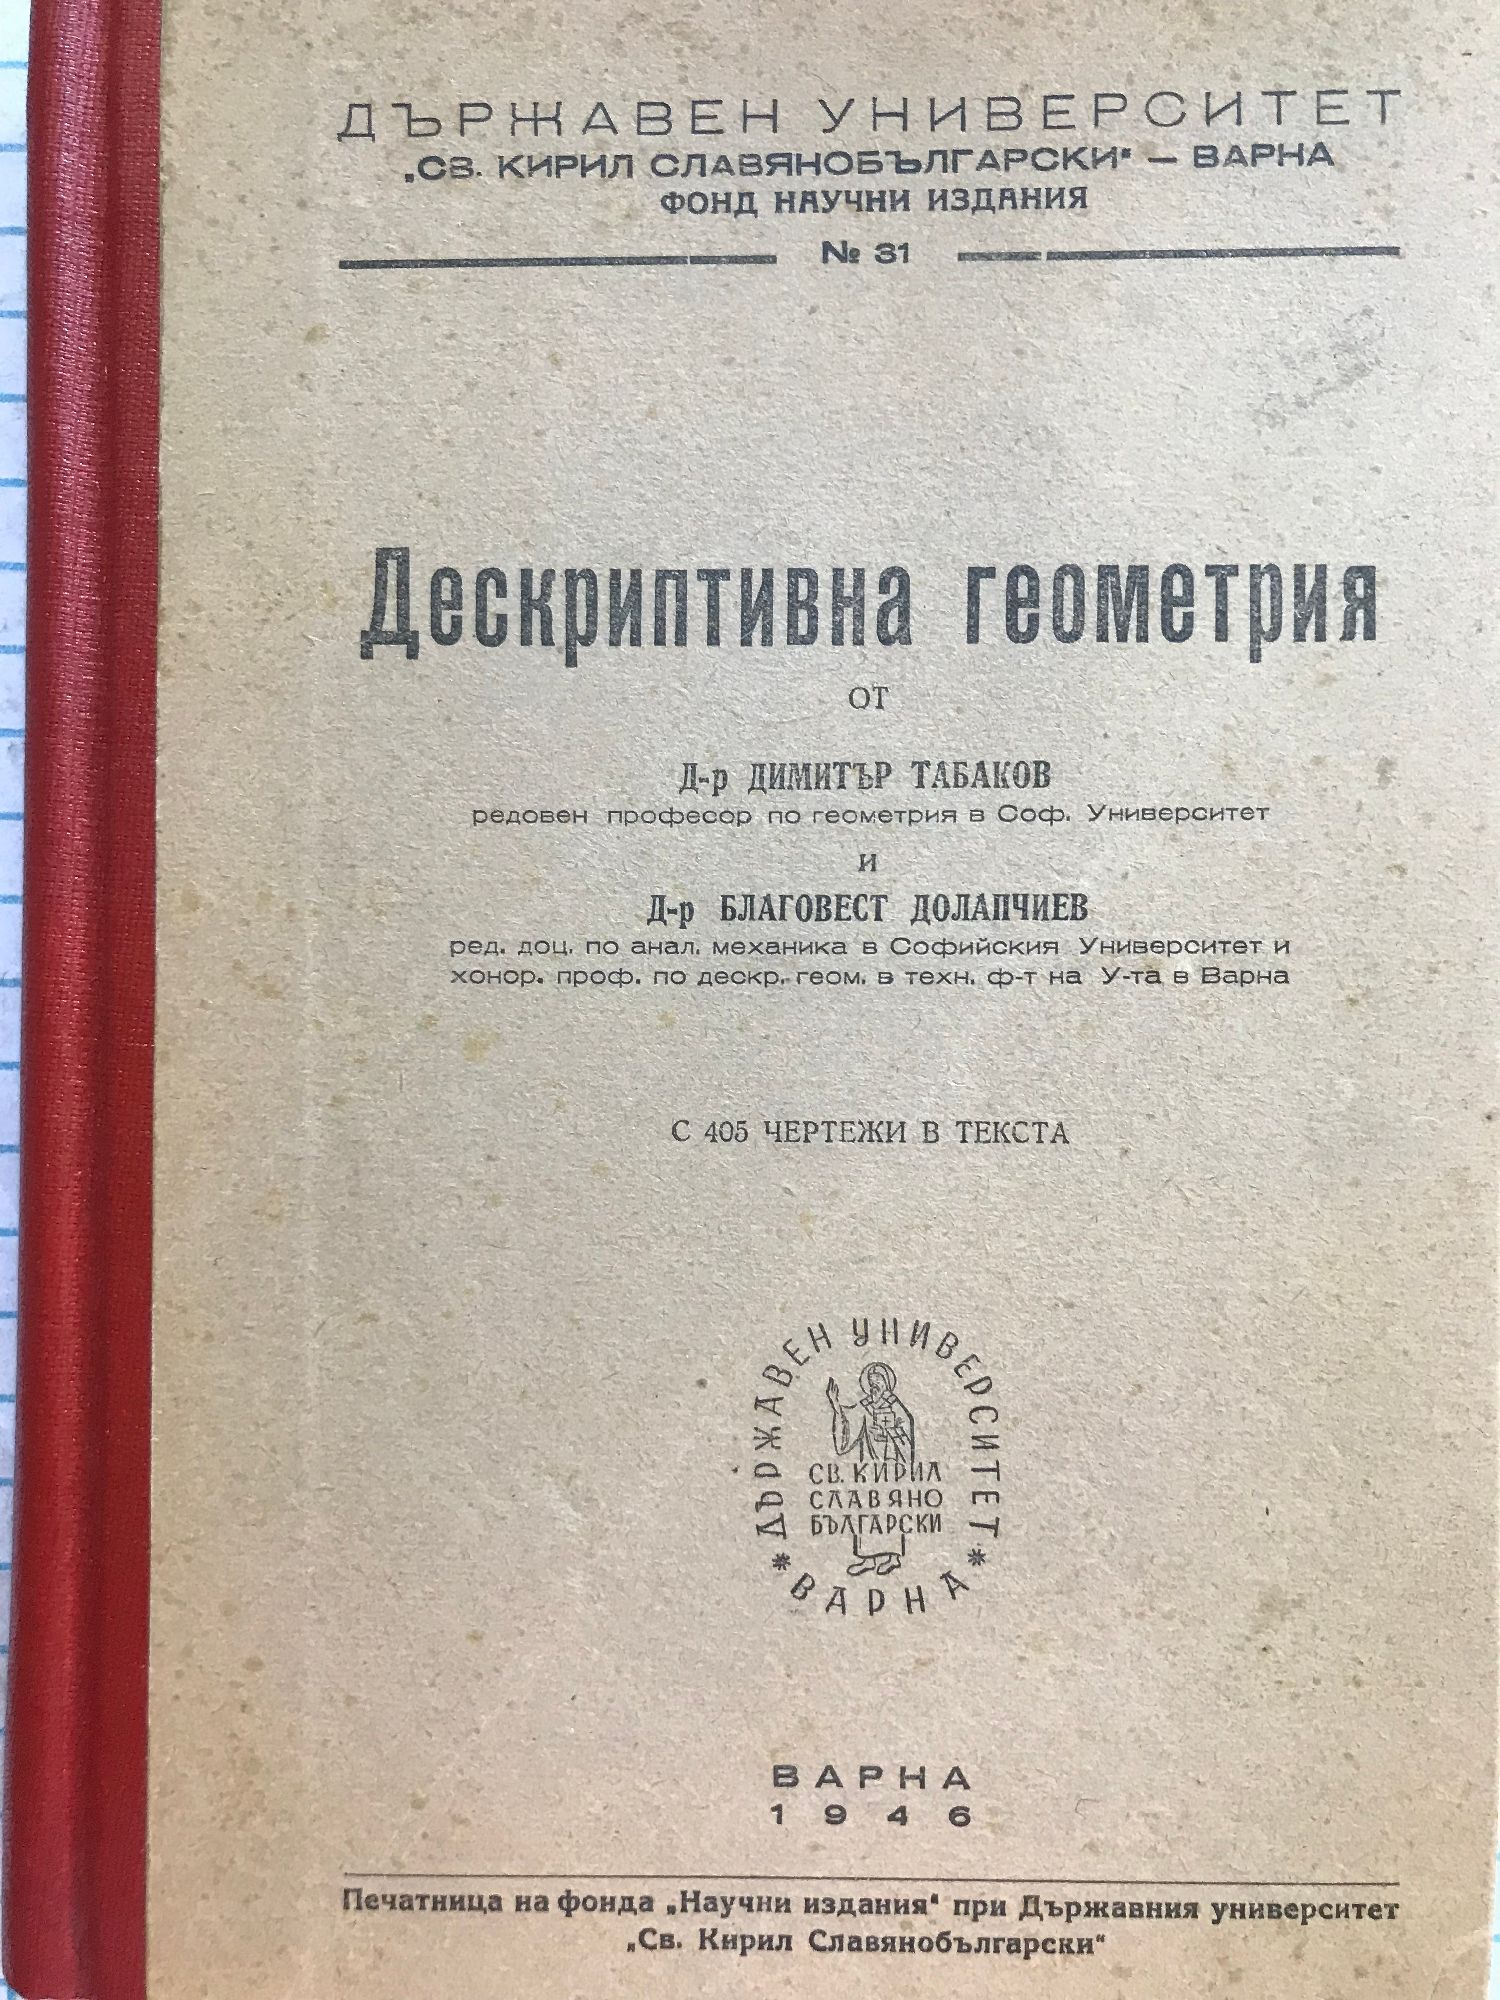 ДЪРЖАВЕН УНИВЕРСИТЕТ
„СВ. КИРИЛ СЛАВЯНОБЪЛГАРСКИ“ — ВАРНА
ФОНД НАУЧНИ ИЗДАНИЯ
№ 31
Дескриптивна геометрия
ОТ
Д-р ДИМИТЪР ТАБАКОВ
редовен професор по геометрия в Соф. Университет
и
Д-р БЛАГОВЕСТ ДОЛАПЧИЕВ
ред. доц. по анал. механика в Софийския Университет и
хонор. проф. по дескр. геом. в техн. ф-т на У-та в Варна
С 405 ЧЕРТЕЖИ В ТЕКСТА
ДЪРЖАВЕН УНИВЕРСИТЕТ
СВ. КИРИЛ
СЛАВЯНО
БЪЛГАРСКИ
* ВАРНА *
ВАРНА
1946
Печатница на фонда „Научни издания“ при Държавния университет
„Св. Кирил Славянобългарски“